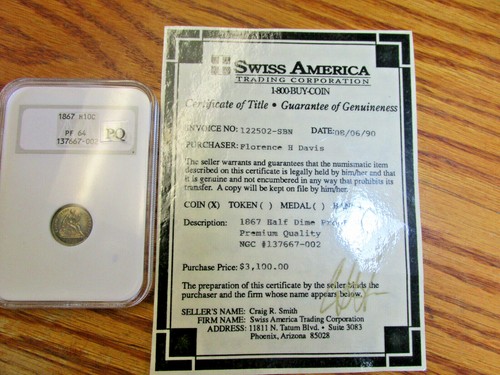 1867 H10C
PF 64
137667-002
PQ
SWISS AMERICA
TRADING CORPORATION
1-800-BUY-COIN
Certificate of Title • Guarantee of Genuineness
INVOICE NO: 122502-SBN DATE: 08/06/90
PURCHASER: Florence H Davis
The seller warrants and guarantees that the numismatic item
described on this certificate is legally held by him/her and that
it is genuine and not encumbered in any way that prohibits its
transfer. A copy will be kept on file by him/her.
COIN (X) TOKEN ( ) MEDAL ( )
Description: 1867 Half Dime
Premium Quality
NGC #137667-002
Purchase Price: $3,100.00
The preparation of this certificate by the seller binds the
purchaser and the firm whose name appears below.
SELLER'S NAME: Craig R. Smith
FIRM NAME: Swiss America Trading Corporation
ADDRESS: 11811 N. Tatum Blvd. • Suite 3083
Phoenix, Arizona 85028